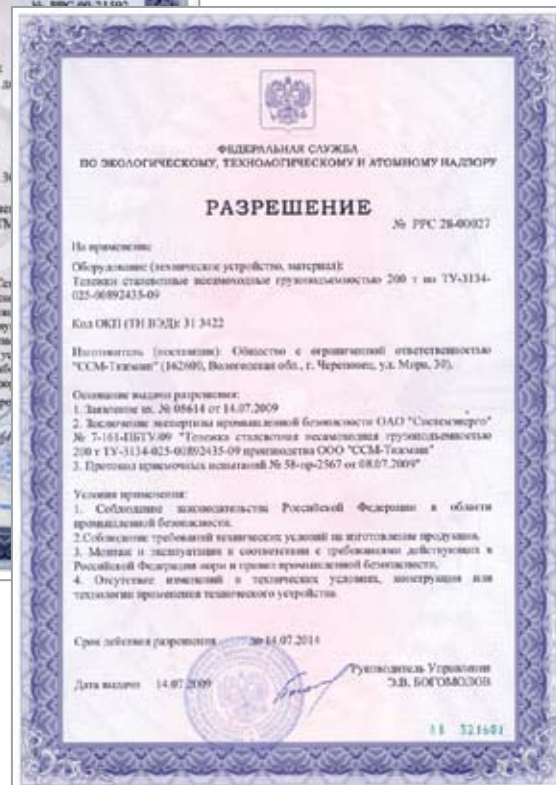 № РРС 00-21592
ФЕДЕРАЛЬНАЯ СЛУЖБА
ПО ЭКОЛОГИЧЕСКОМУ, ТЕХНОЛОГИЧЕСКОМУ И АТОМНОМУ НАДЗОРУ
РАЗРЕШЕНИЕ
№ РРС 28-00027
На применение
Оборудование (техническое устройство, материал):
Тележки сталевозные несамоходные грузоподъемностью 200 т по ТУ-3134-
025-00892435-09
Код ОКП (ТН ВЭД): 31 3422
Изготовитель (поставщик): Общество с ограниченной ответственностью
"ССМ-Тяжмаш" (162600, Вологодская обл., г. Череповец, ул. Мира, 30).
Основание выдачи разрешения:
1. Заявление вх. № 08614 от 14.07.2009
2. Заключение экспертизы промышленной безопасности ОАО "Системэнерго"
№ 7-161-ПБТУ-09 "Тележка сталевозная несамоходная грузоподъемностью
200 т ТУ-3134-025-00892435-09 производства ООО "ССМ-Тяжмаш"
3. Протокол приемочных испытаний № 58-пр-2567 от 08.07.2009"
Условия применения:
1. Соблюдение законодательства Российской Федерации в области
промышленной безопасности.
2.Соблюдение требований технических условий на изготовление продукции.
3. Монтаж и эксплуатация в соответствии с требованиями действующих в
Российской Федерации норм и правил промышленной безопасности.
4. Отсутствие изменений в технических условиях, конструкции или
технологии применения технического устройства.
Срок действия разрешения до 14.07.2014
Дата выдачи 14.07.2009
Руководитель Управления
Э.В. БОГОМОЛОВ
321601